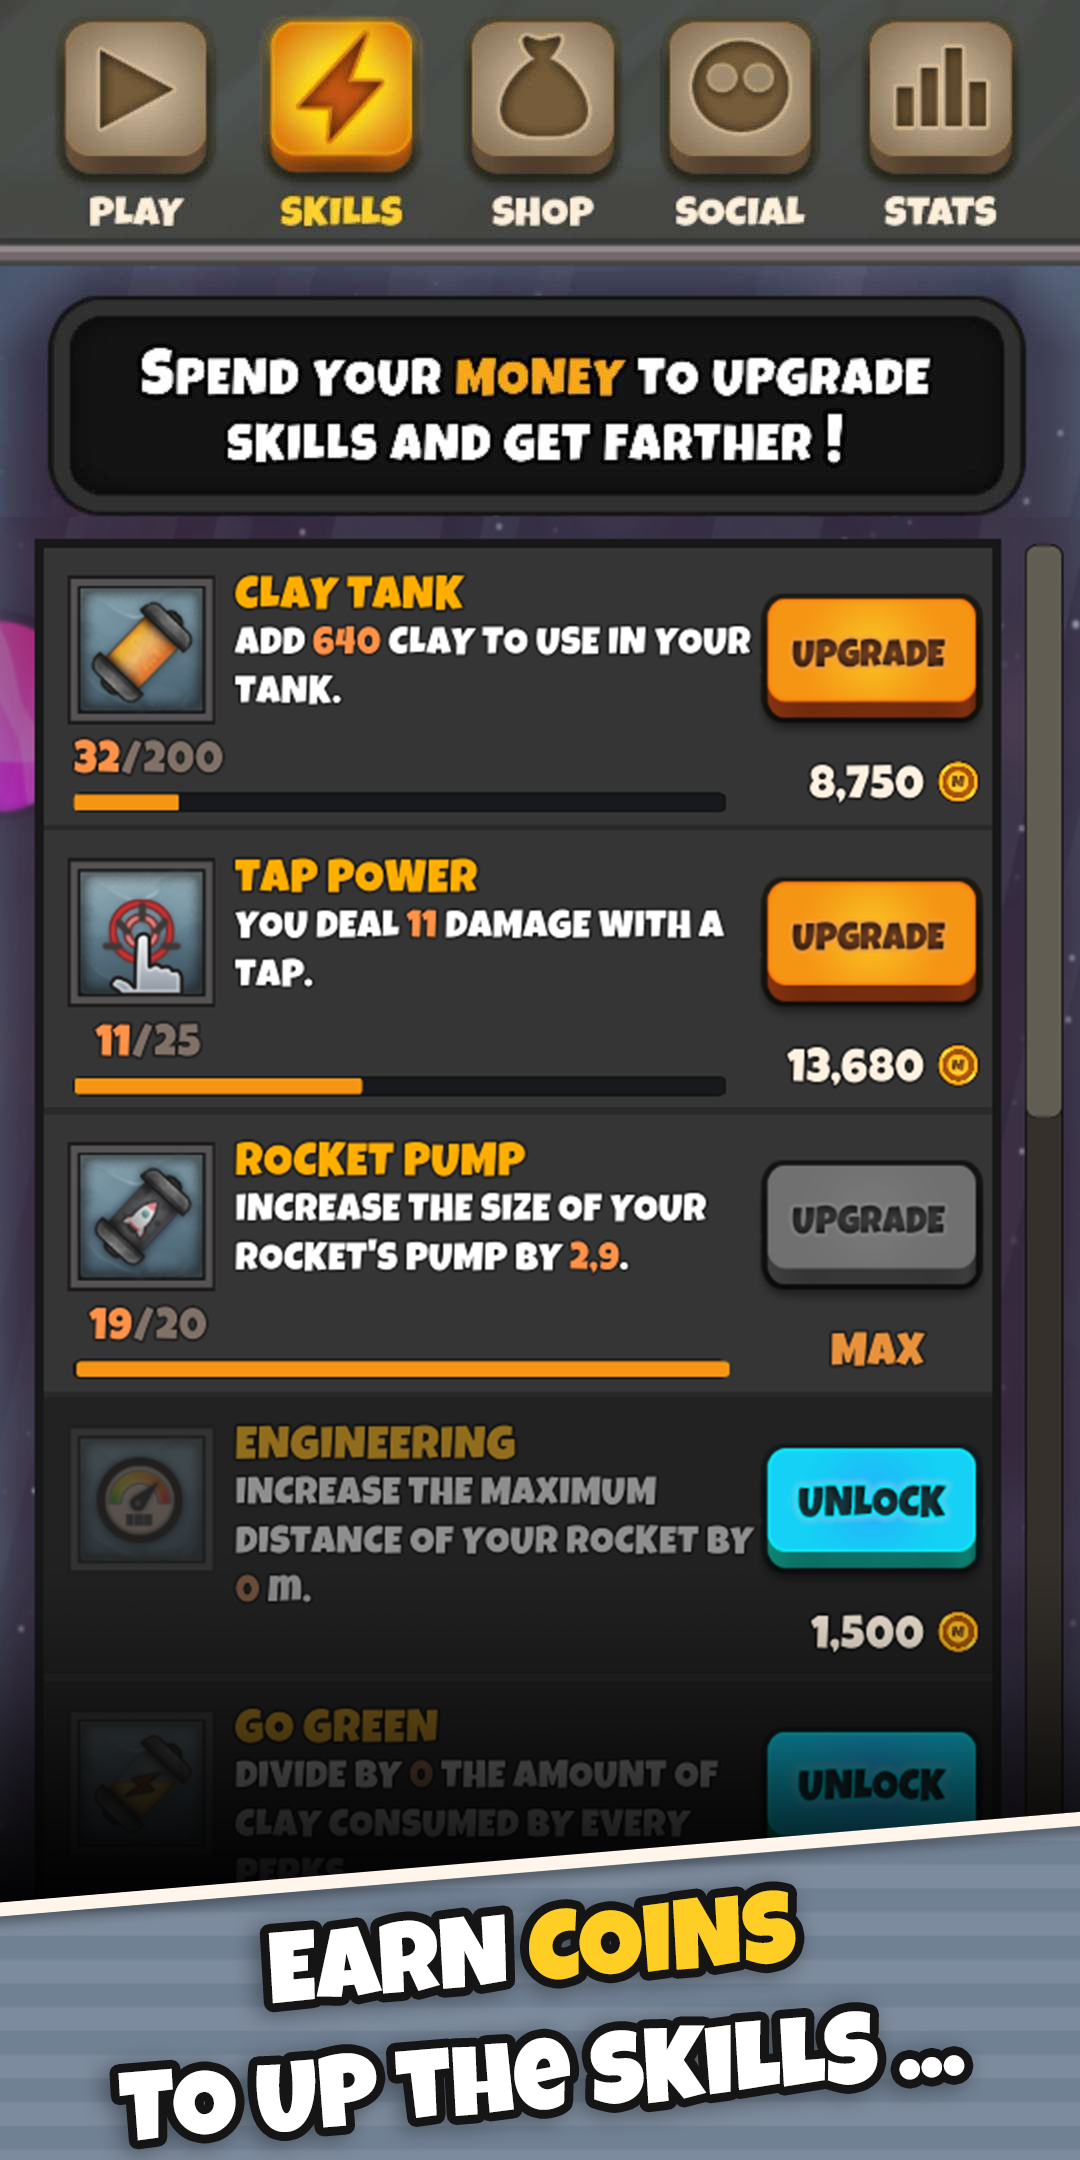 PLAY SKILLS SHOP SOCIAL STATS
SPEND YOUR MONEY TO UPGRADE
SKILLS AND GET FARTHER !
CLAY TANK
ADD 640 CLAY TO USE IN YOUR
TANK.
UPGRADE
32/200
8,750
TAP POWER
YOU DEAL 11 DAMAGE WITH A
TAP.
UPGRADE
11/25
13,680
ROCKET PUMP
INCREASE THE SIZE OF YOUR
ROCKET'S PUMP BY 2,9.
UPGRADE
19/20
MAX
ENGINEERING
INCREASE THE MAXIMUM
DISTANCE OF YOUR ROCKET BY
0 m.
UNLOCK
1,500
GO GREEN
DIVIDE BY 0 THE AMOUNT OF
CLAY CONSUMED BY EVERY
PERKS
UNLOCK
EARN COINS
TO UP THE SKILLS ...